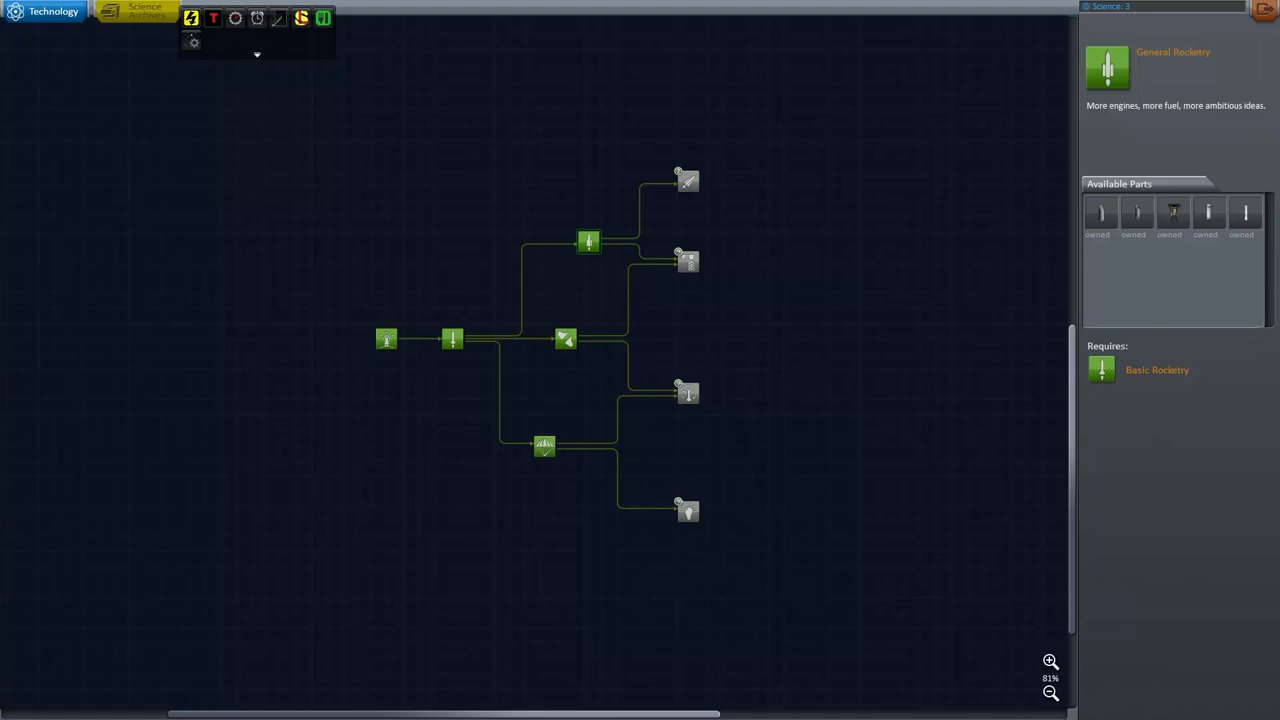 Technology
Science
Archives
T
S
Science: 3
General Rocketry
More engines, more fuel, more ambitious ideas.
Available Parts
owned owned owned owned owned
Requires:
Basic Rocketry
81%